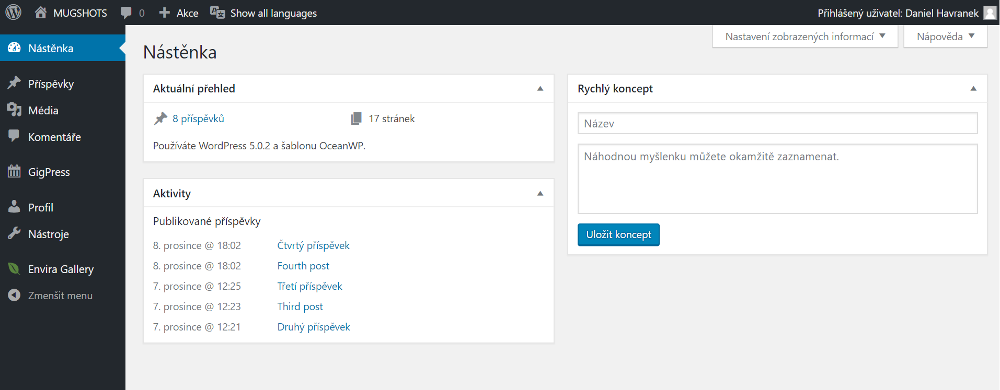 MUGSHOTS 0 Akce Show all languages Přihlášený uživatel: Daniel Havranek
Nástěnka
Příspěvky
Média
Komentáře
GigPress
Profil
Nástroje
Envira Gallery
Zmenšit menu
Nastavení zobrazených informací Nápověda
Nástěnka
Aktuální přehled
8 příspěvků 17 stránek
Používáte WordPress 5.0.2 a šablonu OceanWP.
Aktivity
Publikované příspěvky
8. prosince @ 18:02 Čtvrtý příspěvek
8. prosince @ 18:02 Fourth post
7. prosince @ 12:25 Třetí příspěvek
7. prosince @ 12:23 Third post
7. prosince @ 12:21 Druhý příspěvek
Rychlý koncept
Název
Náhodnou myšlenku můžete okamžitě zaznamenat.
Uložit koncept